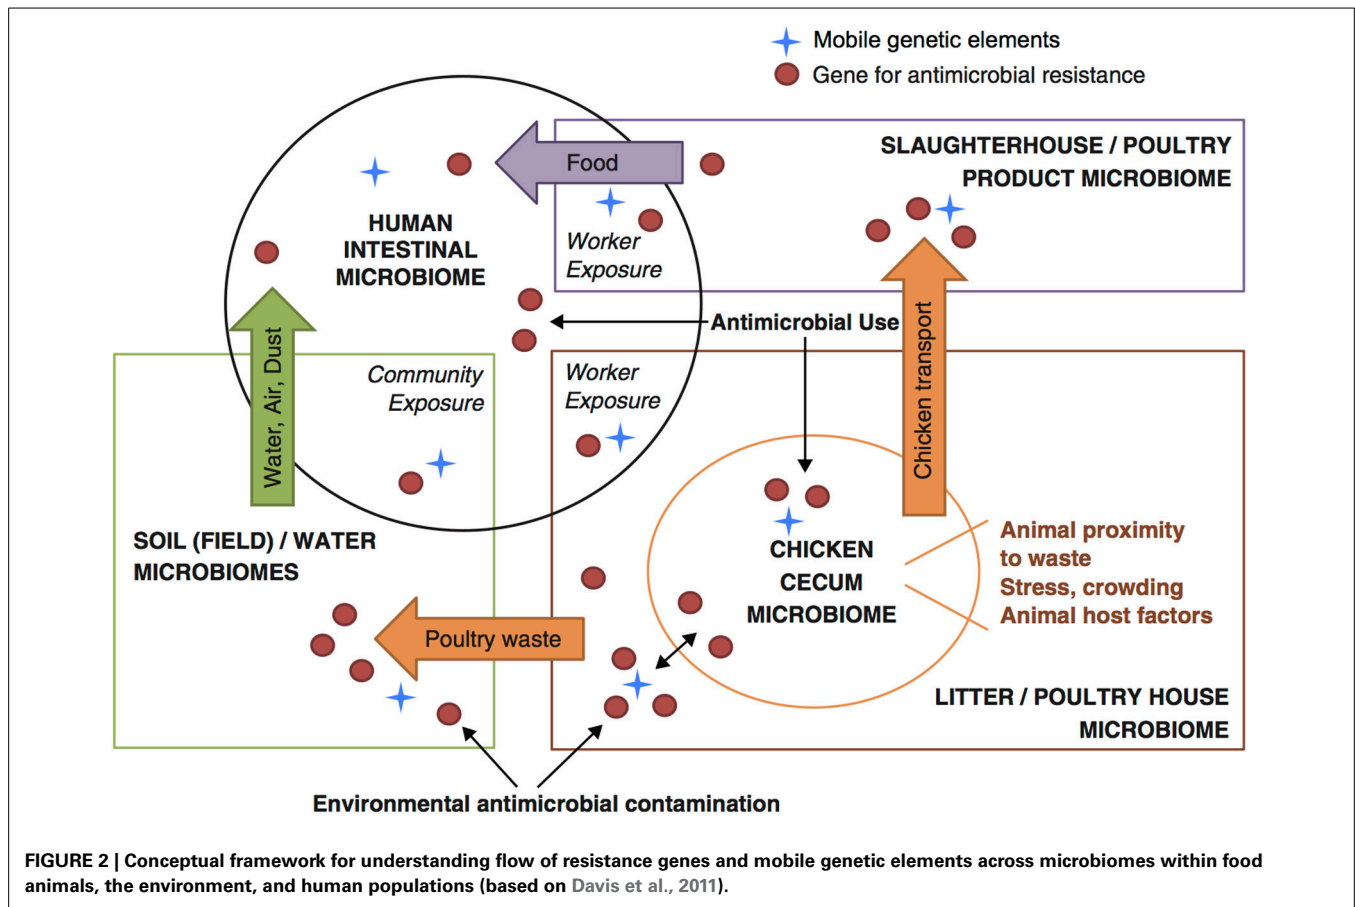 Mobile genetic elements
Gene for antimicrobial resistance
SLAUGHTERHOUSE / POULTRY
PRODUCT MICROBIOME
Food
HUMAN
INTESTINAL
MICROBIOME
Worker
Exposure
Antimicrobial Use
Chicken transport
Water, Air, Dust
Community
Exposure
Worker
Exposure
SOIL (FIELD) / WATER
MICROBIOMES
CHICKEN
CECUM
MICROBIOME
Animal proximity
to waste
Stress, crowding
Animal host factors
Poultry waste
LITTER / POULTRY HOUSE
MICROBIOME
Environmental antimicrobial contamination
FIGURE 2 | Conceptual framework for understanding flow of resistance genes and mobile genetic elements across microbiomes within food
animals, the environment, and human populations (based on Davis et al., 2011).